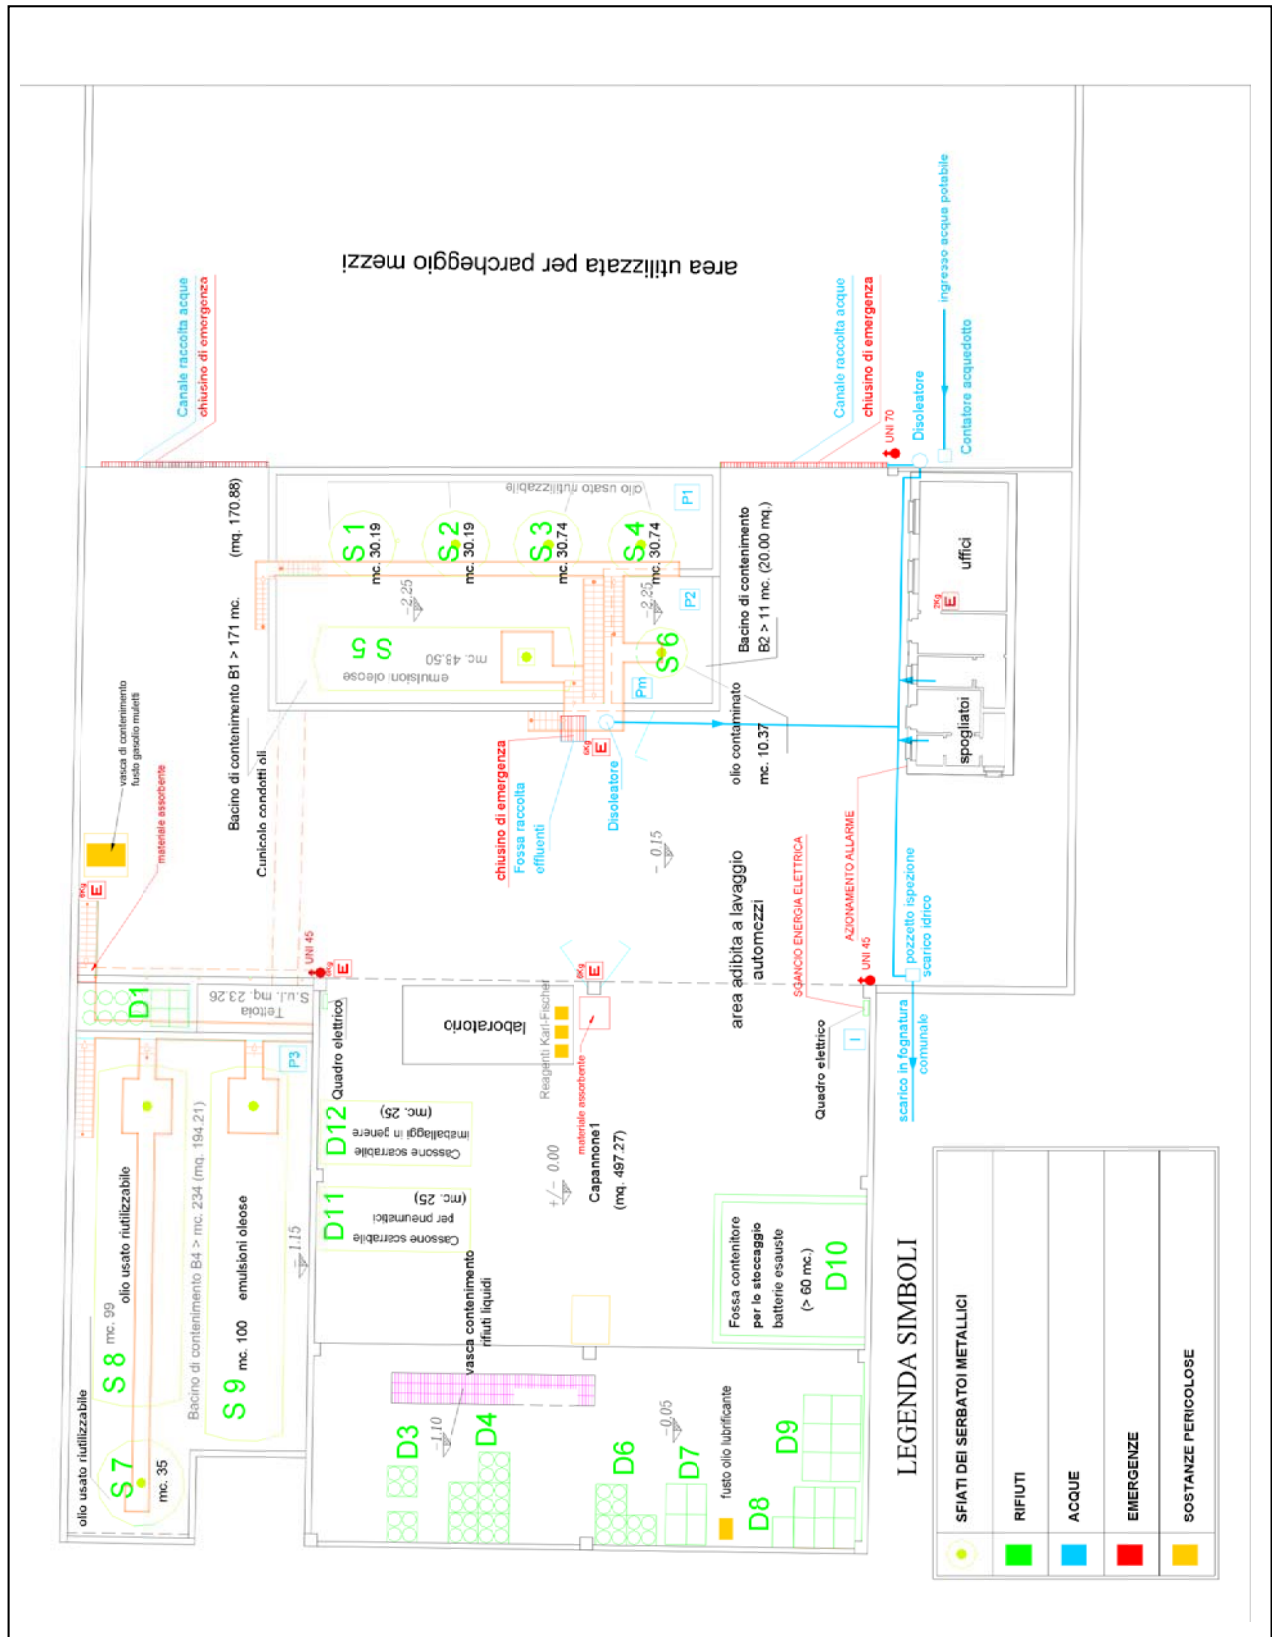 area utilizzata per parcheggio mezzi
Canale raccolta acque
chiusino di emergenza
Canale raccolta acque
chiusino di emergenza
UNI 70
Disoleatore
ingresso acqua potabile
Contatore acquedotto
vasca di contenimento
fusto gasolio muletti
materiale assorbente
6Kg
E
Bacino di contenimento B1 > 171 mc.
(mq. 170.88)
Cunicolo condotti oli
olio usato riutilizzabile
S 1
mc. 30.19
S 2
mc. 30.19
S 3
mc. 30.74
S 4
mc. 30.74
P1
-2.25
S 5
mc. 48.50
emulsioni oleose
-2.25
P2
S 6
Pm
Bacino di contenimento
B2 > 11 mc. (20.00 mq.)
olio contaminato
mc. 10.37
chiusino di emergenza
Fossa raccolta
effluenti
6Kg
E
Disoleatore
- 0.15
uffici
2Kg
E
spogliatoi
area adibita a lavaggio
automezzi
SGANCIO ENERGIA ELETTRICA
AZIONAMENTO ALLARME
UNI 45
pozzetto ispezione
scarico idrico
scarico in fognatura
comunale
UNI 45
6Kg
E
6Kg
E
D1
Tettoia
S.u.l. mq. 23.26
Quadro elettrico
laboratorio
Reagenti Karl-Fischer
materiale assorbente
Quadro elettrico
I
P3
D12
Cassone scarrabile
imballaggi in genere
(mc. 25)
D11
Cassone scarrabile
per pneumatici
(mc. 25)
+/- 0.00
Capannone1
(mq. 497.27)
olio usato riutilizzabile
S 8
mc. 99
Bacino di contenimento B4 > mc. 234 (mq. 194.21)
S 9
mc. 100
emulsioni oleose
-1.15
olio usato riutilizzabile
S 7
mc. 35
vasca contenimento
rifiuti liquidi
-1.10
D3
D4
D6
-0.05
D7
fusto olio lubrificante
D8
D9
Fossa contenitore
per lo stoccaggio
batterie esauste
(> 60 mc.)
D10
LEGENDA SIMBOLI
SFIATI DEI SERBATOI METALLICI
RIFIUTI
ACQUE
EMERGENZE
SOSTANZE PERICOLOSE